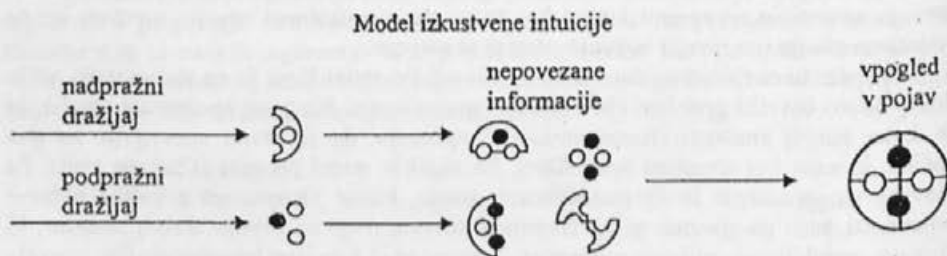 Model izkustvene intuicije
nadpražni
dražljaj
nepovezane
informacije
vpogled
v pojav
podpražni
dražljaj